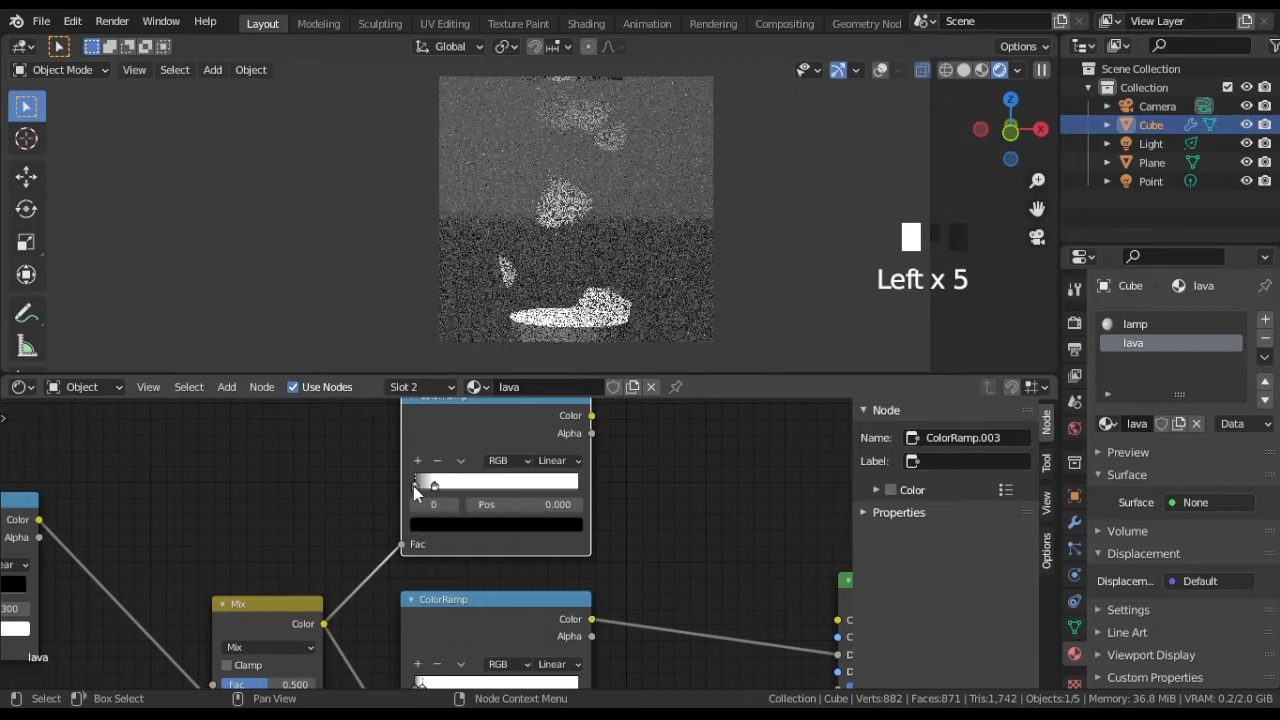 File Edit Render Window Help Layout Modeling Sculpting UV Editing Texture Paint Shading Animation Rendering Compositing Geometry Nod Scene View Layer
Global Options
Object Mode View Select Add Object
Scene Collection
Collection
Camera
Cube
Light
Plane
Point
Z
X
Left x 5
Cube lava
lamp
lava
lava Data
Preview
Surface
Surface None
Volume
Displacement
Displacem... Default
Settings
Line Art
Viewport Display
Custom Properties
Object View Select Add Node Use Nodes Slot 2 lava
Color
Alpha
RGB Linear
0 Pos 0.000
Fac
Color
Alpha
ear
300
lava
Mix
Color
Mix
Clamp
Fac 0.500
ColorRamp
Color
Alpha
RGB Linear
Node
Name: ColorRamp.003
Label:
Color
Properties
Node
Tool
View
Options
Select Box Select Pan View Node Context Menu Collection | Cube | Verts:882 | Faces:871 | Tris:1,742 | Objects:1/5 | Memory: 36.8 MiB | VRAM: 0.2/2.0 GiB